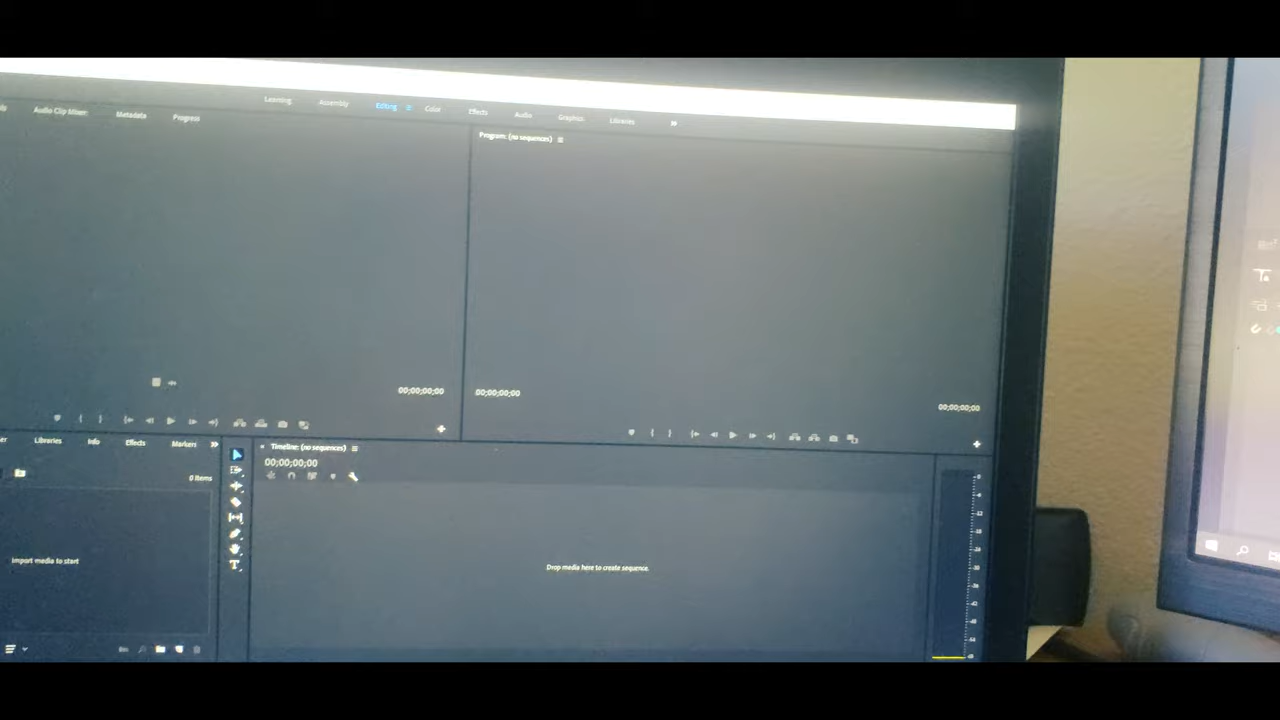 Learning Assembly Editing Color Effects Audio Graphics Libraries
Audio Clip Mixer: Metadata Progress
Program: (no sequences)
00;00;00;00
00;00;00;00
00;00;00;00
Libraries Info Effects Markers
Timeline: (no sequences)
00;00;00;00
0 Items
Import media to start
Drop media here to create sequence.
T